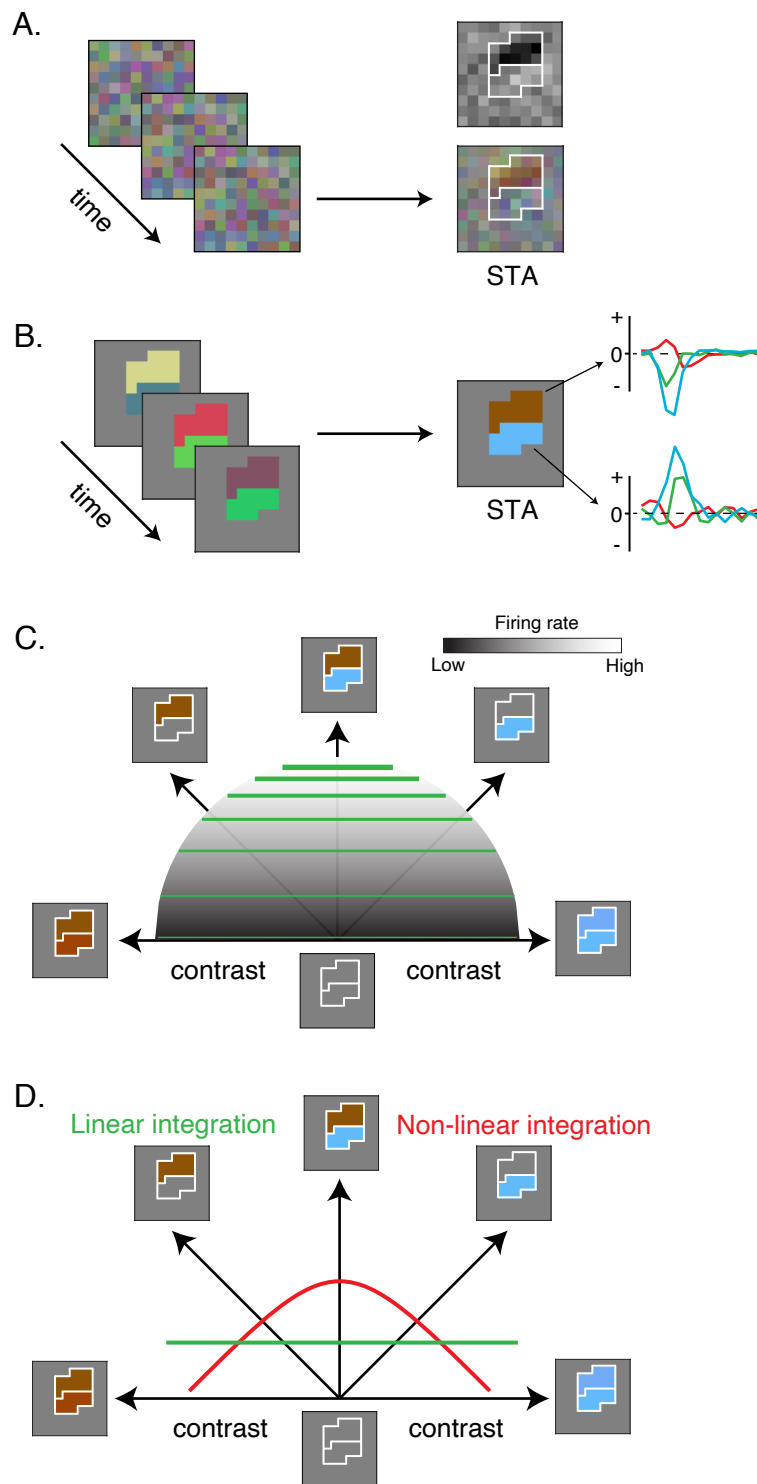 A.
time
STA
B.
time
STA
+
0
-
+
0
-
C.
Firing rate
Low
High
contrast
contrast
D.
Linear integration
Non-linear integration
contrast
contrast